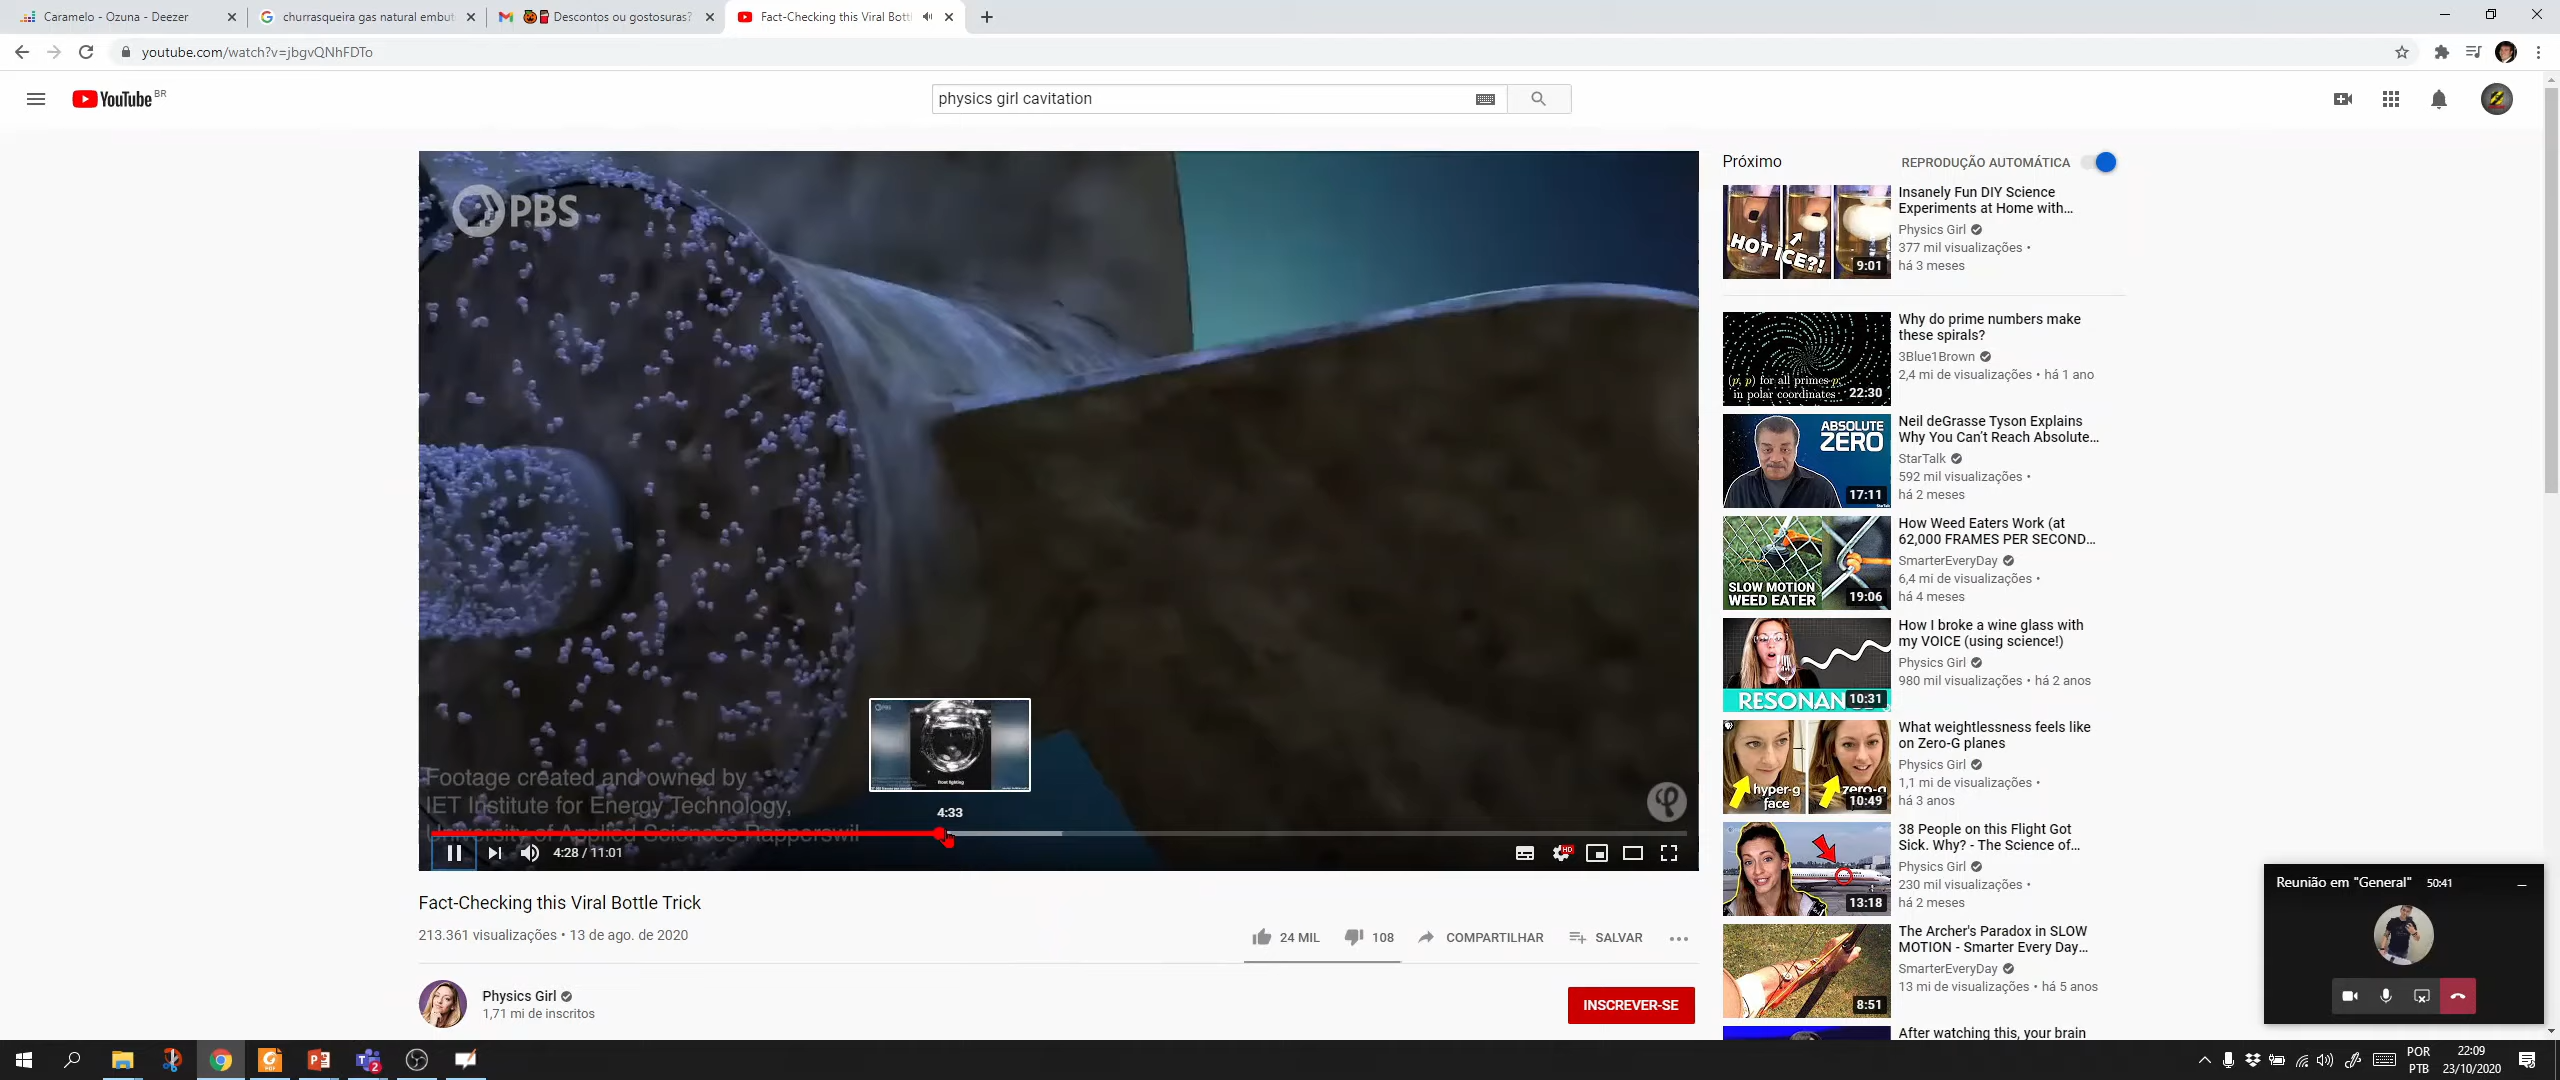 Caramelo - Ozuna - Deezer
churrasqueira gas natural embut
Descontos ou gostosuras?
Fact-Checking this Viral Bottl
youtube.com/watch?v=jbgvQNhFDTo
YouTube BR
physics girl cavitation
PBS
Footage created and owned by
IET Institute for Energy Technology,
University of Applied Sciences Rapperswil
4:33
4:28 / 11:01
HD
Fact-Checking this Viral Bottle Trick
213.361 visualizações • 13 de ago. de 2020
24 MIL
108
COMPARTILHAR
SALVAR
Physics Girl
1,71 mi de inscritos
INSCREVER-SE
Próximo
REPRODUÇÃO AUTOMÁTICA
HOT ICE?!
9:01
Insanely Fun DIY Science
Experiments at Home with...
Physics Girl
377 mil visualizações •
há 3 meses
(p, p) for all primes p,
in polar coordinates
22:30
Why do prime numbers make
these spirals?
3Blue1Brown
2,4 mi de visualizações • há 1 ano
ABSOLUTE
ZERO
17:11
Neil deGrasse Tyson Explains
Why You Can't Reach Absolute...
StarTalk
592 mil visualizações •
há 2 meses
SLOW MOTION
WEED EATER
19:06
How Weed Eaters Work (at
62,000 FRAMES PER SECOND...
SmarterEveryDay
6,4 mi de visualizações •
há 4 meses
RESONAN
10:31
How I broke a wine glass with
my VOICE (using science!)
Physics Girl
980 mil visualizações • há 2 anos
hyper-g
face
zero-g
10:49
What weightlessness feels like
on Zero-G planes
Physics Girl
1,1 mi de visualizações •
há 3 anos
13:18
38 People on this Flight Got
Sick. Why? - The Science of...
Physics Girl
230 mil visualizações •
há 2 meses
8:51
The Archer's Paradox in SLOW
MOTION - Smarter Every Day...
SmarterEveryDay
13 mi de visualizações • há 5 anos
After watching this, your brain
Reunião em "General" 50:41
POR
PTB
22:09
23/10/2020